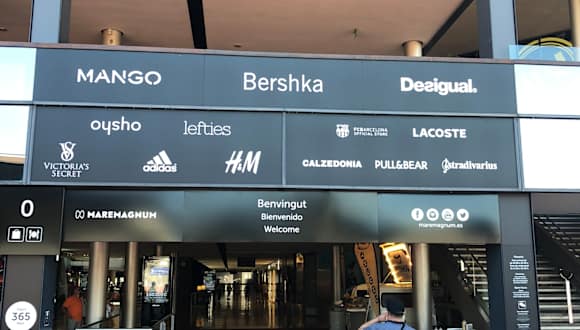 MANGO
Bershka
Desigual.
oysho
lefties
FCBARCELONA
OFFICIAL STORE
LACOSTE
VICTORIA'S
SECRET
adidas
H&M
CALZEDONIA
PULL&BEAR
Stradivarius
0
MAREMAGNUM
Benvingut
Bienvenido
Welcome
maremagnum.es
365